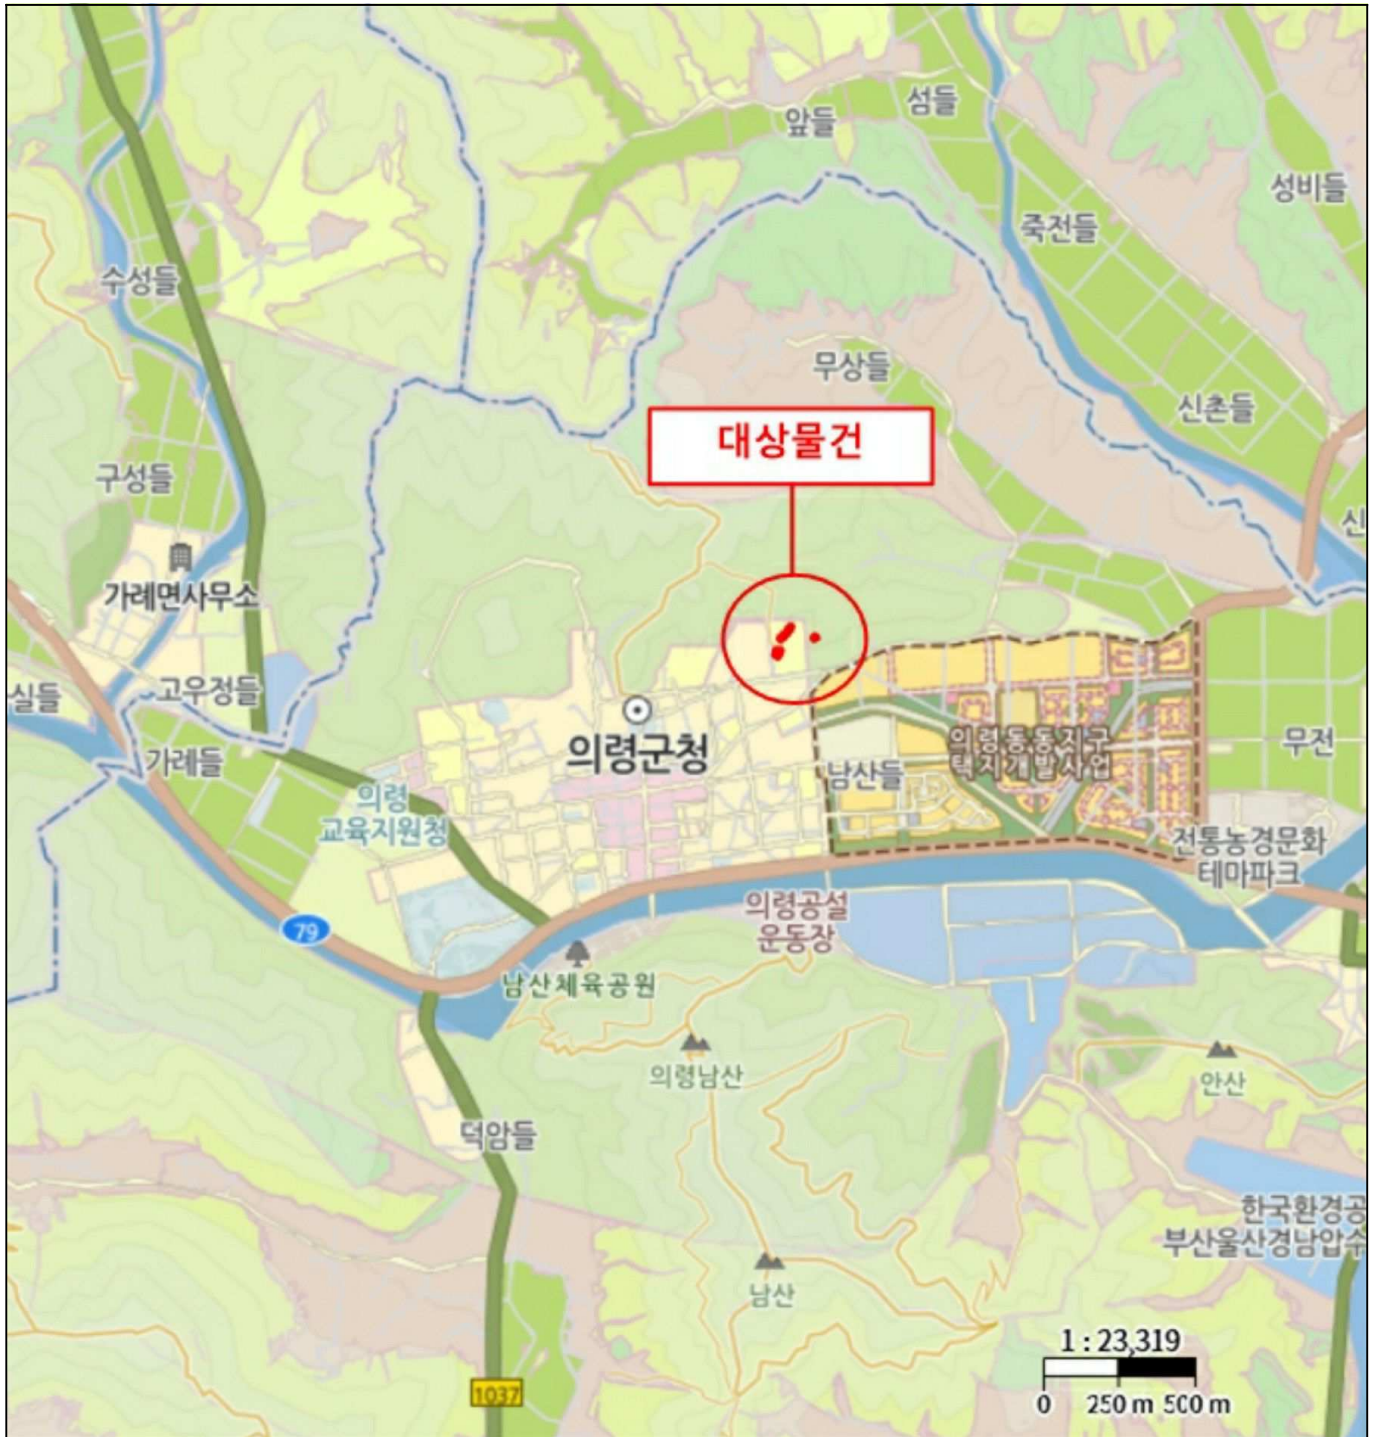 섬들
앞들
성비들
죽전들
수성들
무상들
신촌들
대상물건
구성들
신
가례면사무소
실들
고우정들
의령군청
가례들
남산들
의령동동지구
택지개발사업
무전
의령
교육지원청
전통농경문화
테마파크
의령공설
운동장
79
남산체육공원
의령남산
안산
덕암들
한국환경공
부산울산경남압수
남산
1 : 23,319
1037
0 250 m 500 m